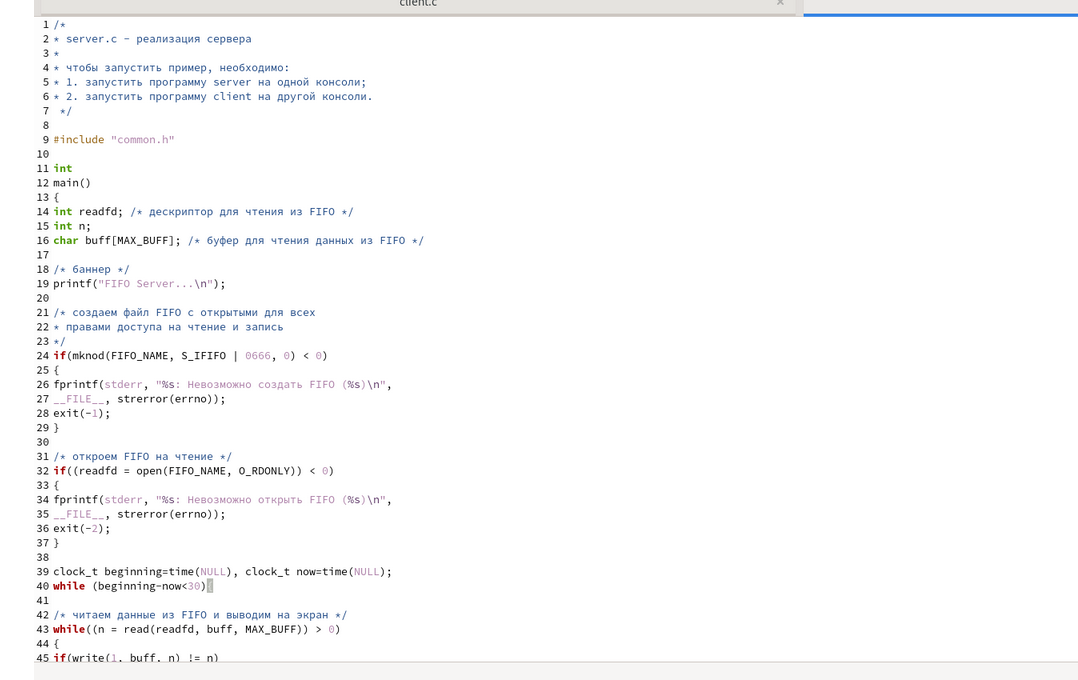 client.c ×
1 /*
2 * server.c - реализация сервера
3 *
4 * чтобы запустить пример, необходимо:
5 * 1. запустить программу server на одной консоли;
6 * 2. запустить программу client на другой консоли.
7 */
8
9 #include "common.h"
10
11 int
12 main()
13 {
14 int readfd; /* дескриптор для чтения из FIFO */
15 int n;
16 char buff[MAX_BUFF]; /* буфер для чтения данных из FIFO */
17
18 /* баннер */
19 printf("FIFO Server...\n");
20
21 /* создаем файл FIFO с открытыми для всех
22 * правами доступа на чтение и запись
23 */
24 if(mknod(FIFO_NAME, S_IFIFO | 0666, 0) < 0)
25 {
26 fprintf(stderr, "%s: Невозможно создать FIFO (%s)\n",
27 __FILE__, strerror(errno));
28 exit(-1);
29 }
30
31 /* откроем FIFO на чтение */
32 if((readfd = open(FIFO_NAME, O_RDONLY)) < 0)
33 {
34 fprintf(stderr, "%s: Невозможно открыть FIFO (%s)\n",
35 __FILE__, strerror(errno));
36 exit(-2);
37 }
38
39 clock_t beginning=time(NULL), clock_t now=time(NULL);
40 while (beginning-now<30){
41
42 /* читаем данные из FIFO и выводим на экран */
43 while((n = read(readfd, buff, MAX_BUFF)) > 0)
44 {
45 if(write(1, buff, n) != n)